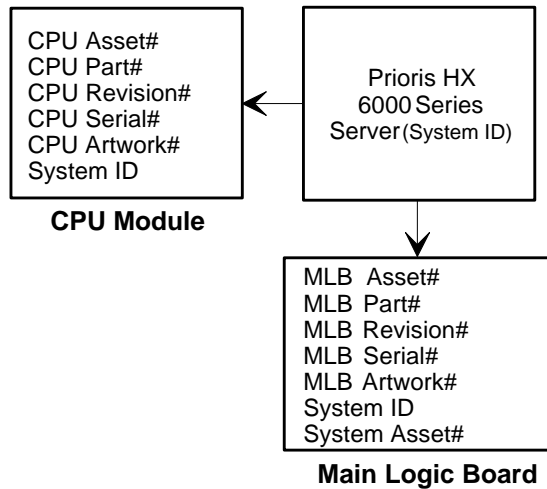 CPU Asset#
CPU Part#
CPU Revision#
CPU Serial#
CPU Artwork#
System ID
CPU Module
Prioris HX
6000 Series
Server (System ID)
MLB Asset#
MLB Part#
MLB Revision#
MLB Serial#
MLB Artwork#
System ID
System Asset#
Main Logic Board